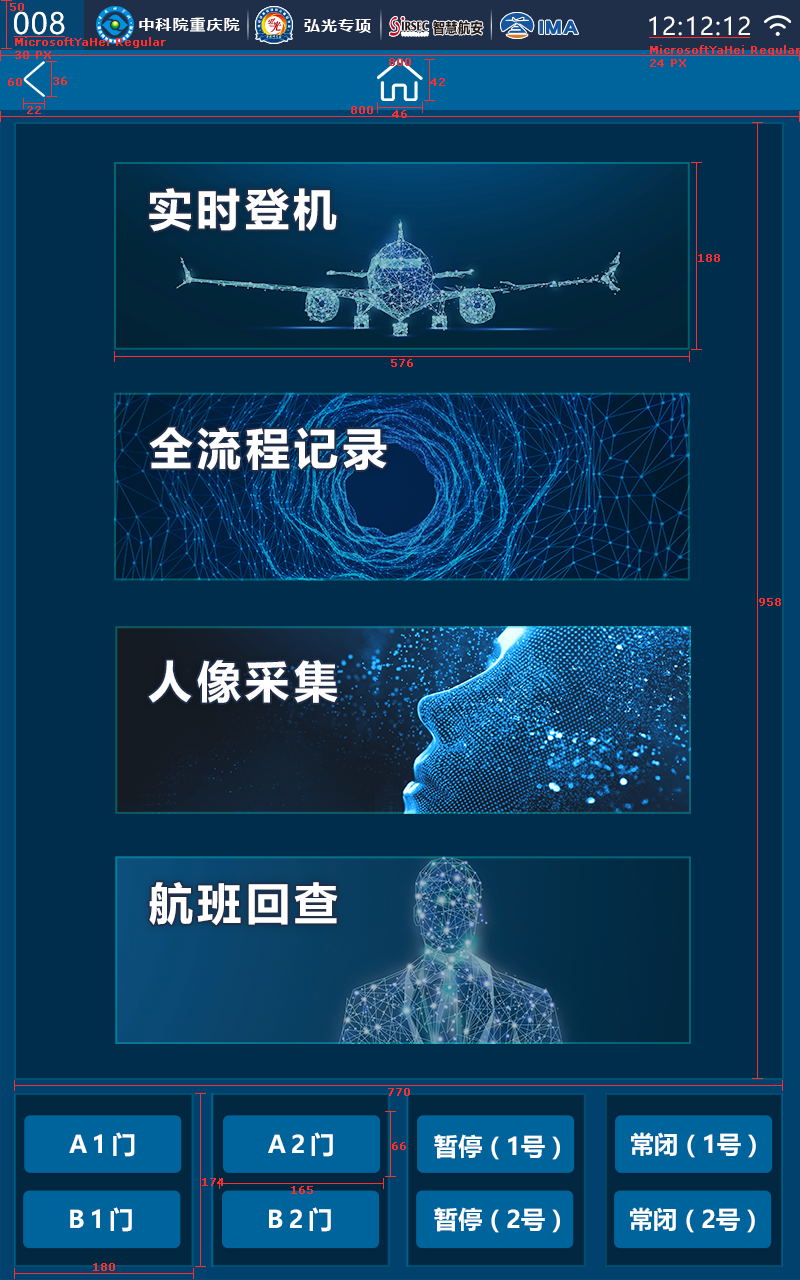 50
008
中科院重庆院
弘光专项
SiRSEC 智慧航安
IMA
12:12:12
MicrosoftYaHei Regular
30 PX
MicrosoftYaHei Regular
24 PX
60
36
22
800
42
46
800
实时登机
188
576
全流程记录
958
人像采集
航班回查
770
A1门
A2门
暂停（1号）
常闭（1号）
66
174
165
B1门
B2门
暂停（2号）
常闭（2号）
180